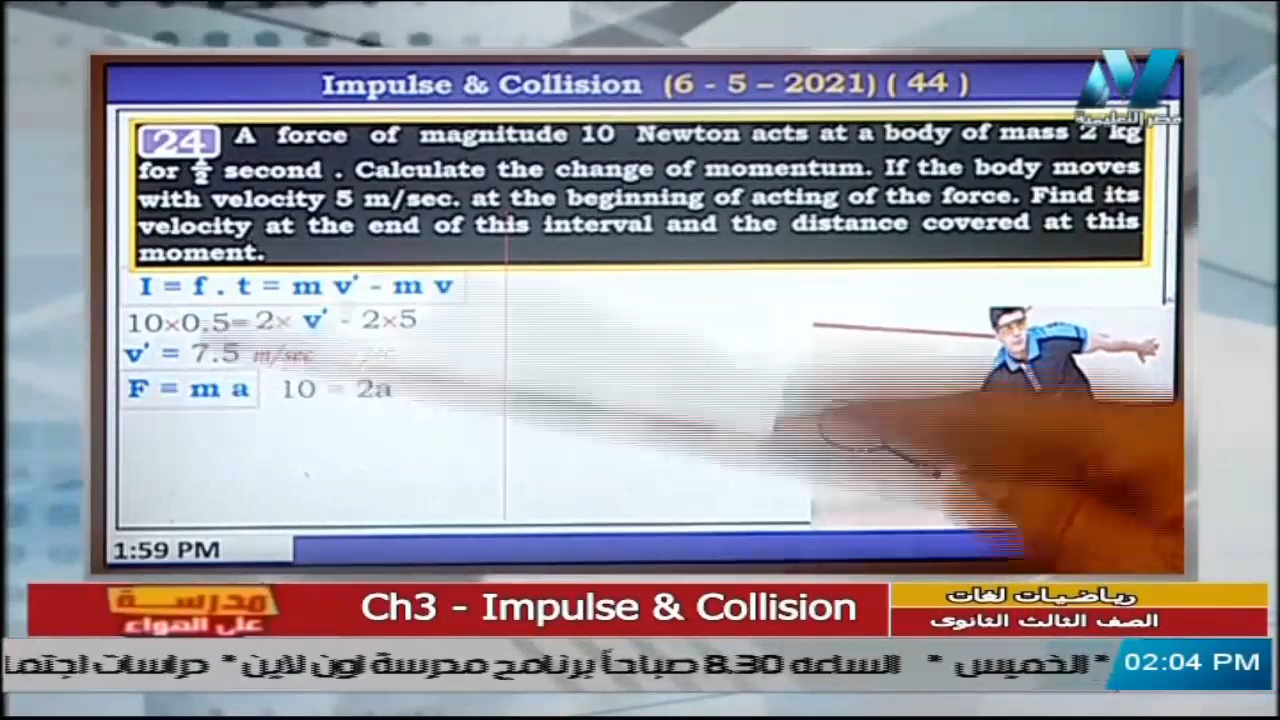 Impulse & Collision (6 - 5 – 2021) ( 44 )
مصر التعليمية
24 A force of magnitude 10 Newton acts at a body of mass 2 kg
for ½ second . Calculate the change of momentum. If the body moves
with velocity 5 m/sec. at the beginning of acting of the force. Find its
velocity at the end of this interval and the distance covered at this
moment.
I = f . t = m v' - m v
10×0.5= 2× v' - 2×5
v' = 7.5 m/sec
F = m a 10 = 2a
1:59 PM
مدرسة
على الهواء
Ch3 - Impulse & Collision
رياضيات لغات
الصف الثالث الثانوى
* الخميس * الساعه 8.30 صباحاً برنامج مدرسة اون لاين * دراسات اجتما
02:04 PM